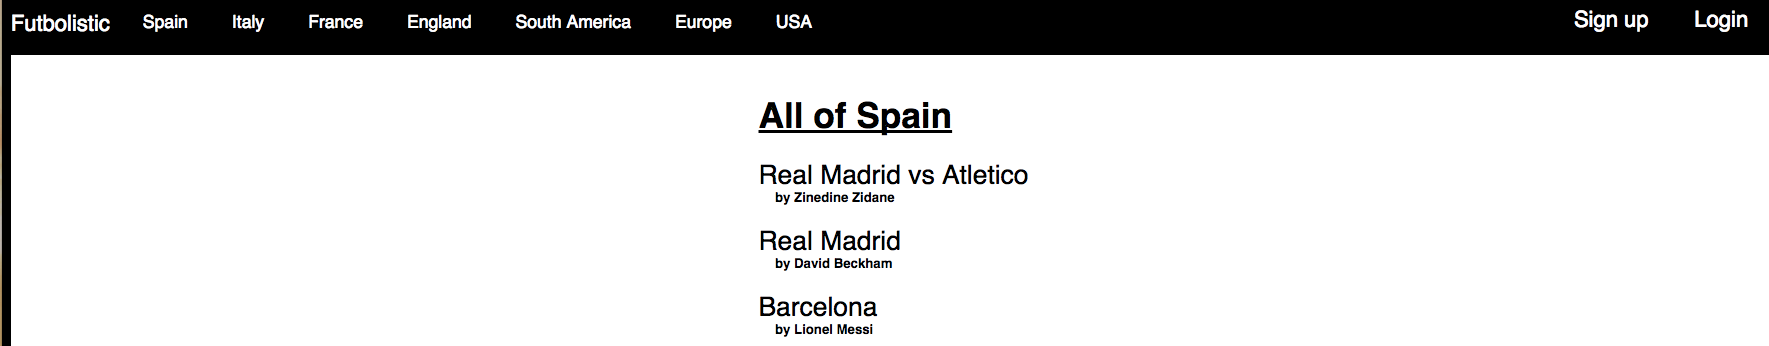 Futbolistic Spain Italy France England South America Europe USA Sign up Login
All of Spain
Real Madrid vs Atletico
by Zinedine Zidane
Real Madrid
by David Beckham
Barcelona
by Lionel Messi